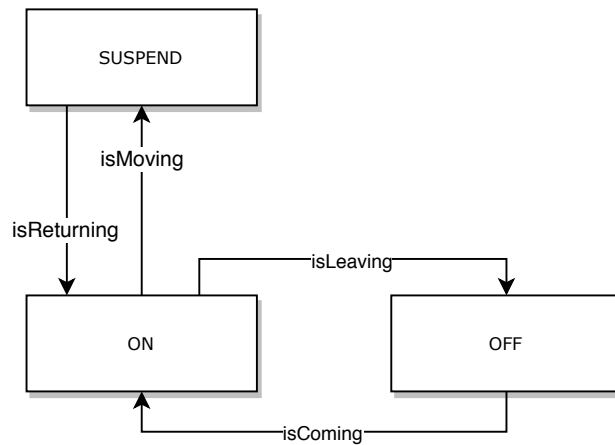 SUSPEND
isMoving
isReturning
isLeaving
ON
OFF
isComing